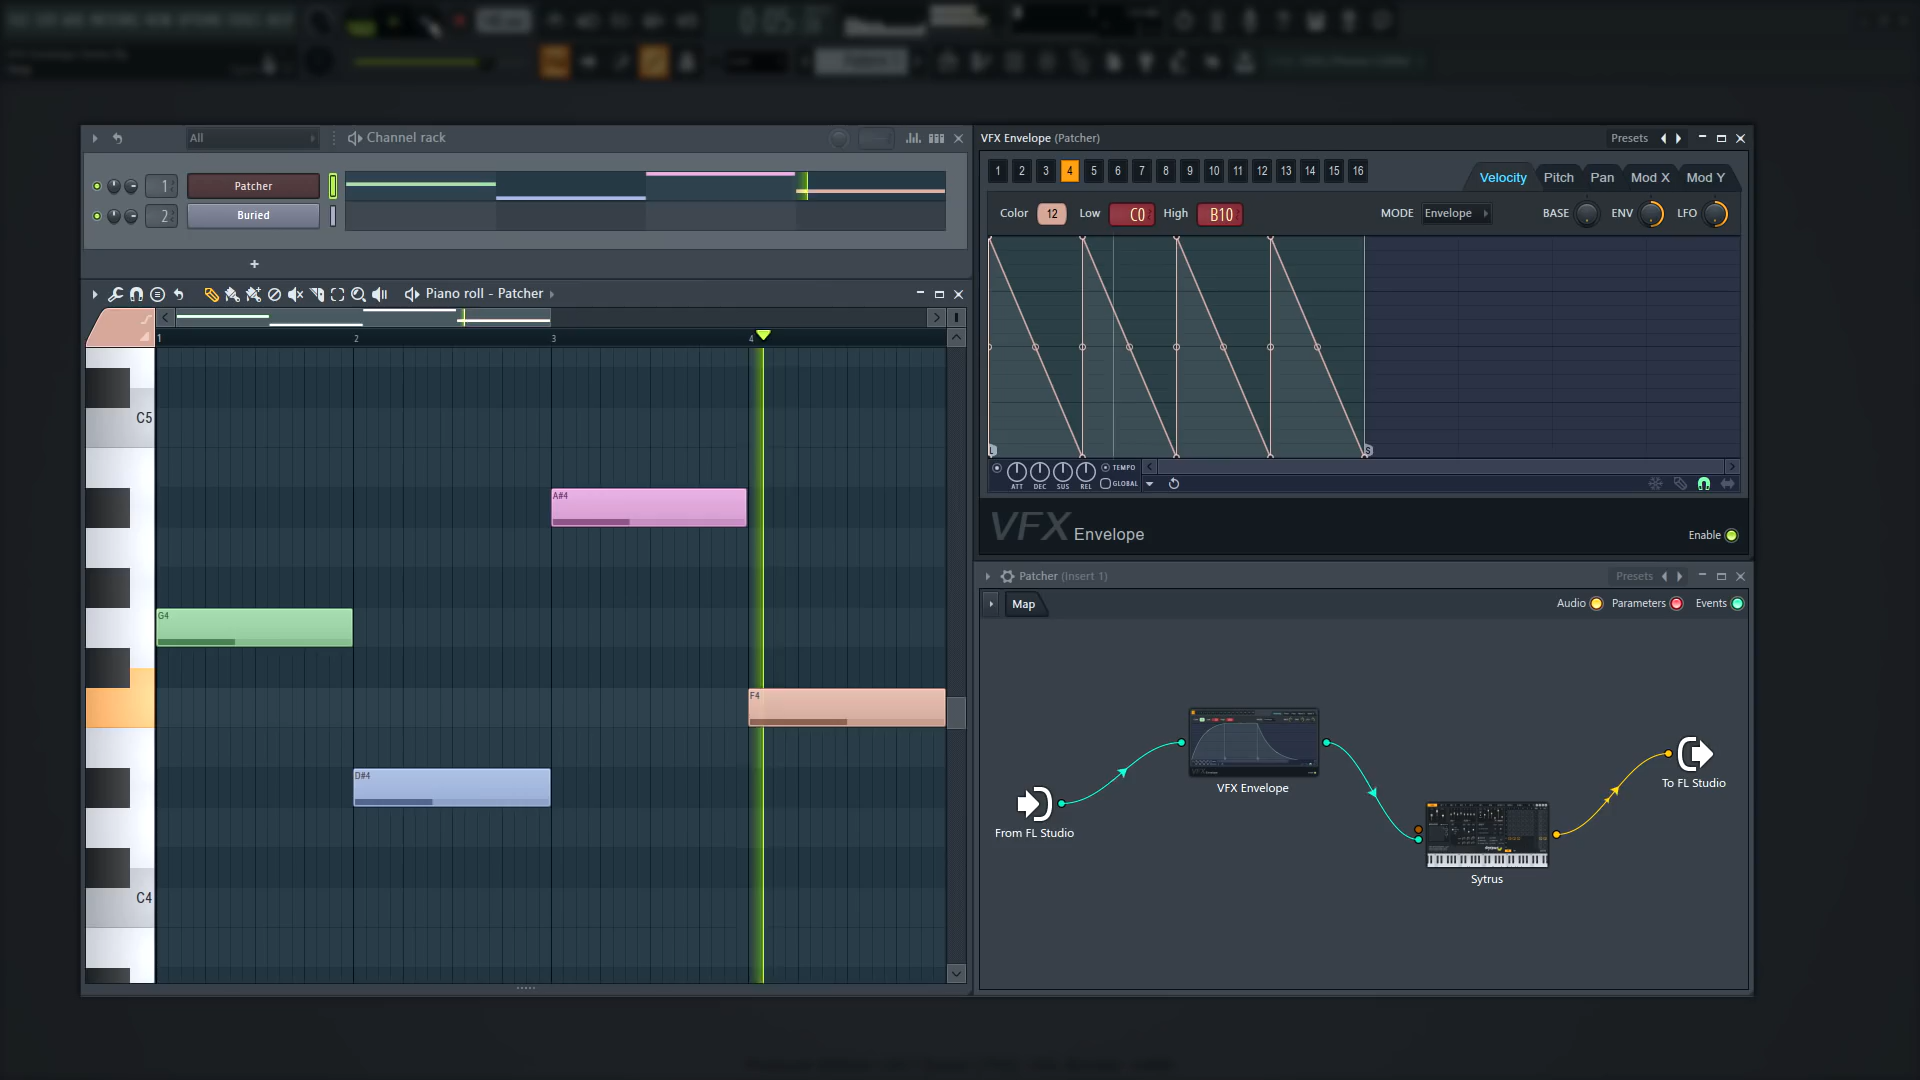 All
Channel rack
1
Patcher
2
Buried
+
Piano roll - Patcher
1
2
3
4
C5
C4
A#4
G4
F4
D#4
VFX Envelope (Patcher)
Presets
1 2 3 4 5 6 7 8 9 10 11 12 13 14 15 16
Velocity Pitch Pan Mod X Mod Y
Color 12 Low C0 High B10
MODE Envelope BASE ENV LFO
L
S
ATT DEC SUS REL
TEMPO
GLOBAL
VFX Envelope
Enable
Patcher (Insert 1)
Presets
Map
Audio Parameters Events
VFX Envelope
From FL Studio
To FL Studio
Sytrus